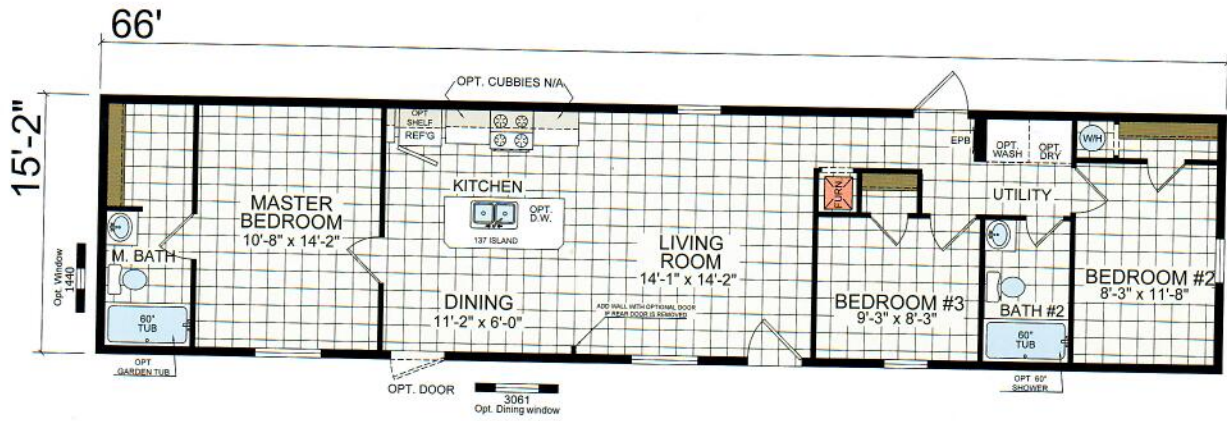 66'
15'-2"
OPT. CUBBIES N/A
OPT
SHELF
REF'G
KITCHEN
OPT.
D.W.
137 ISLAND
MASTER
BEDROOM
10'-8" x 14'-2"
M. BATH
60"
TUB
OPT
GARDEN TUB
Opt. Window
1440
DINING
11'-2" x 6'-0"
OPT. DOOR
3061
Opt. Dining window
LIVING
ROOM
14'-1" x 14'-2"
ADD WALL WITH OPTIONAL DOOR
IF REAR DOOR IS REMOVED
FURN
EPB
OPT.
WASH
OPT.
DRY
W/H
UTILITY
BEDROOM #3
9'-3" x 8'-3"
BATH #2
60"
TUB
OPT 60"
SHOWER
BEDROOM #2
8'-3" x 11'-8"